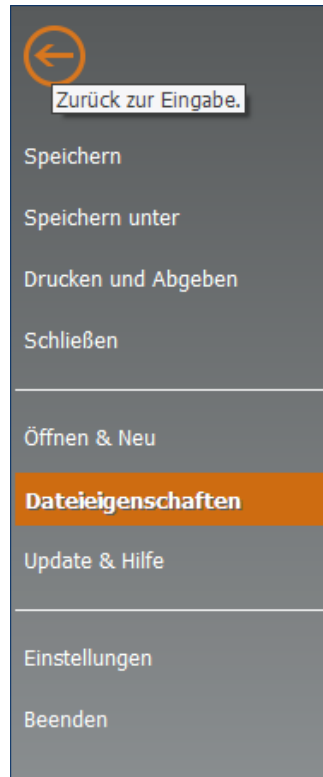 Zurück zur Eingabe.
Speichern
Speichern unter
Drucken und Abgeben
Schließen
Öffnen & Neu
Dateieigenschaften
Update & Hilfe
Einstellungen
Beenden